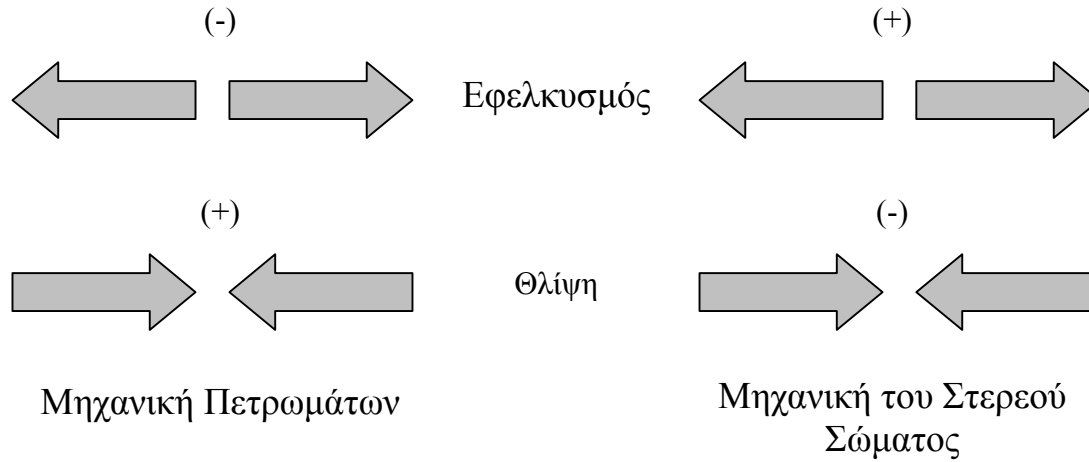 (-)
(+)
Εφελκυσμός
(+)
(-)
Θλίψη
Μηχανική Πετρωμάτων
Μηχανική του Στερεού
Σώματος